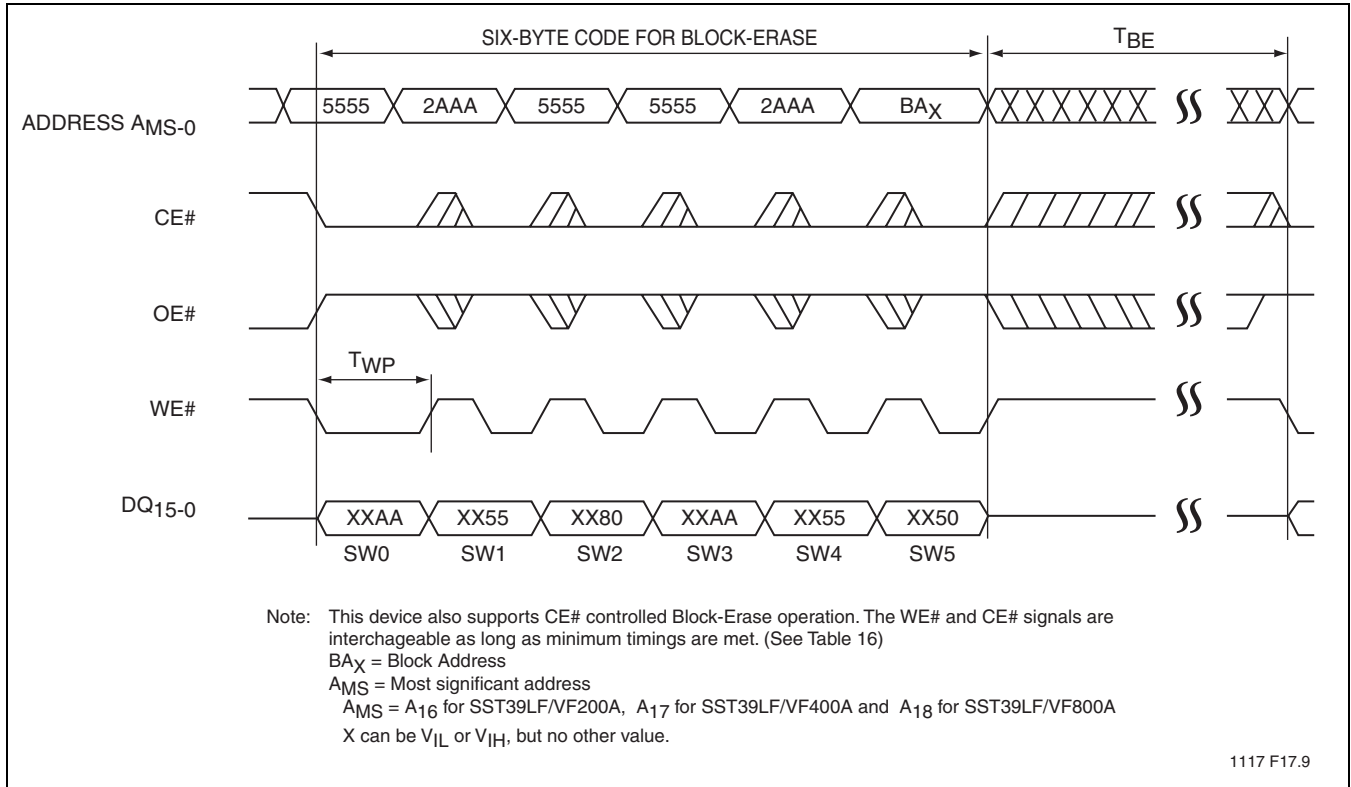 SIX-BYTE CODE FOR BLOCK-ERASE
TBE
ADDRESS AMS-0
5555 2AAA 5555 5555 2AAA BAX
CE#
OE#
TWP
WE#
DQ15-0
XXAA XX55 XX80 XXAA XX55 XX50
SW0 SW1 SW2 SW3 SW4 SW5
Note: This device also supports CE# controlled Block-Erase operation. The WE# and CE# signals are
interchageable as long as minimum timings are met. (See Table 16)
BAX = Block Address
AMS = Most significant address
AMS = A16 for SST39LF/VF200A, A17 for SST39LF/VF400A and A18 for SST39LF/VF800A
X can be VIL or VIH, but no other value.
1117 F17.9